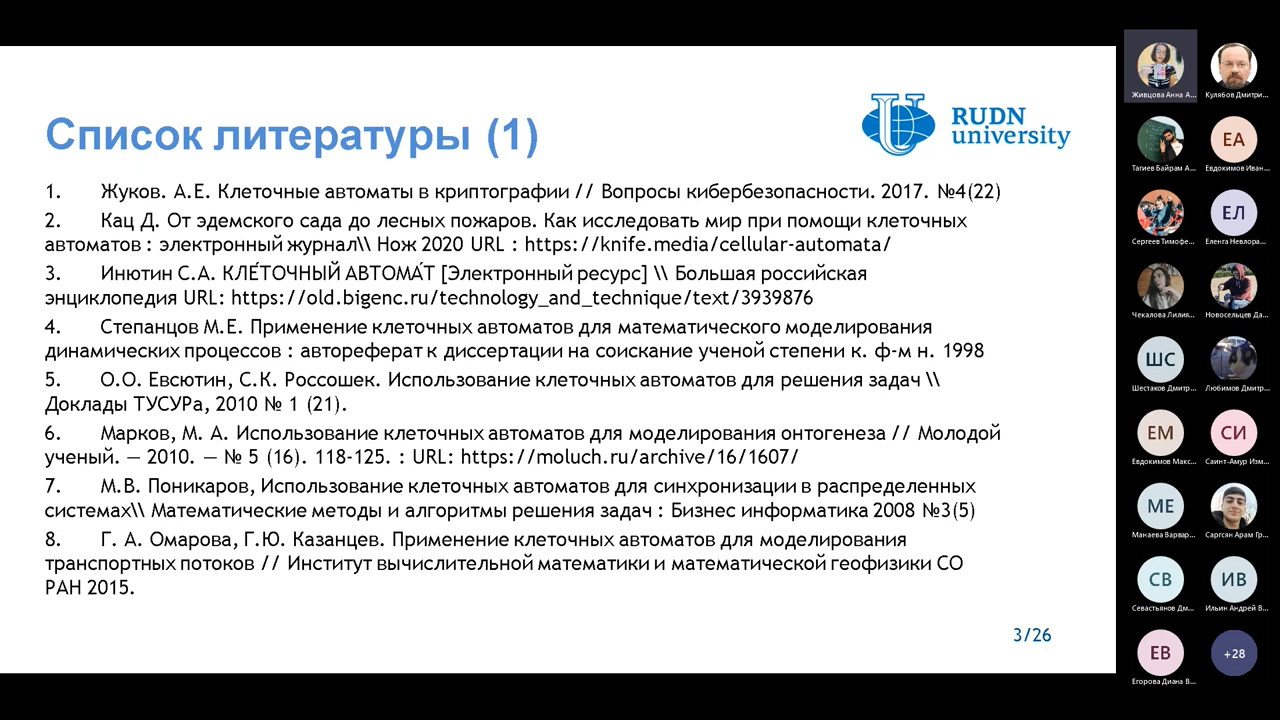 Список литературы (1)
RUDN
university
1. Жуков. А.Е. Клеточные автоматы в криптографии // Вопросы кибербезопасности. 2017. №4(22)
2. Кац Д. От эдемского сада до лесных пожаров. Как исследовать мир при помощи клеточных
автоматов : электронный журнал\\ Нож 2020 URL : https://knife.media/cellular-automata/
3. Инютин С.А. КЛЕ́ТОЧНЫЙ АВТОМА́Т [Электронный ресурс] \\ Большая российская
энциклопедия URL: https://old.bigenc.ru/technology_and_technique/text/3939876
4. Степанцов М.Е. Применение клеточных автоматов для математического моделирования
динамических процессов : автореферат к диссертации на соискание ученой степени к. ф-м н. 1998
5. О.О. Евсютин, С.К. Россошек. Использование клеточных автоматов для решения задач \\
Доклады ТУСУРа, 2010 № 1 (21).
6. Марков, М. А. Использование клеточных автоматов для моделирования онтогенеза // Молодой
ученый. — 2010. — № 5 (16). 118-125. : URL: https://moluch.ru/archive/16/1607/
7. М.В. Поникаров, Использование клеточных автоматов для синхронизации в распределенных
системах\\ Математические методы и алгоритмы решения задач : Бизнес информатика 2008 №3(5)
8. Г. А. Омарова, Г.Ю. Казанцев. Применение клеточных автоматов для моделирования
транспортных потоков // Институт вычислительной математики и математической геофизики СО
РАН 2015.
3/26
Живцова Анна А...
Кулябов Дмитри...
Тагиев Байрам А...
ЕА
Евдокимов Иван...
Сергеев Тимофе...
ЕЛ
Еленга Невлора...
Чекалова Лилия...
Новосельцев Да...
ШС
Шестаков Дмитр...
Любимов Дмитр...
ЕМ
Евдокимов Макс...
СИ
Саинт-Амур Изм...
МЕ
Манаева Варвар...
Саргсян Арам Гр...
СВ
Севастьянов Дм...
ИВ
Ильин Андрей В...
ЕВ
Егорова Диана В...
+28